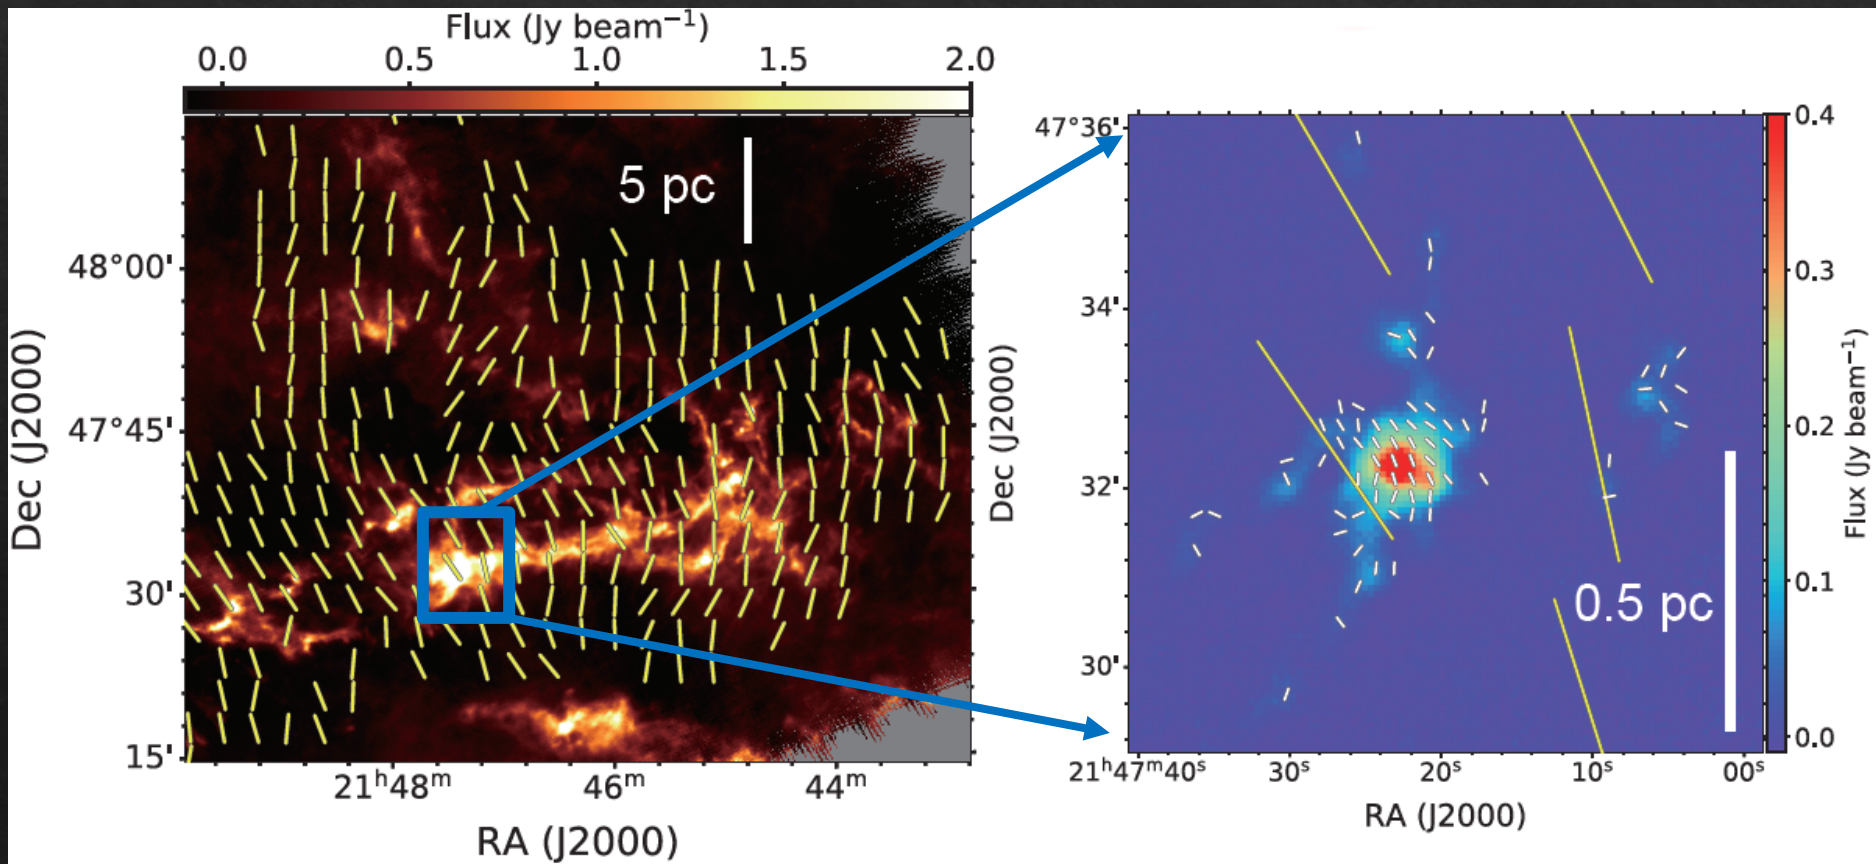 Flux (Jy beam⁻¹)
0.0 0.5 1.0 1.5 2.0
5 pc
48°00'
47°45'
30'
15'
Dec (J2000)
21ʰ48ᵐ 46ᵐ 44ᵐ
RA (J2000)
47°36'
34'
32'
30'
Dec (J2000)
0.5 pc
21ʰ47ᵐ40ˢ 30ˢ 20ˢ 10ˢ 00ˢ
RA (J2000)
0.4
0.3
0.2
0.1
0.0
Flux (Jy beam⁻¹)